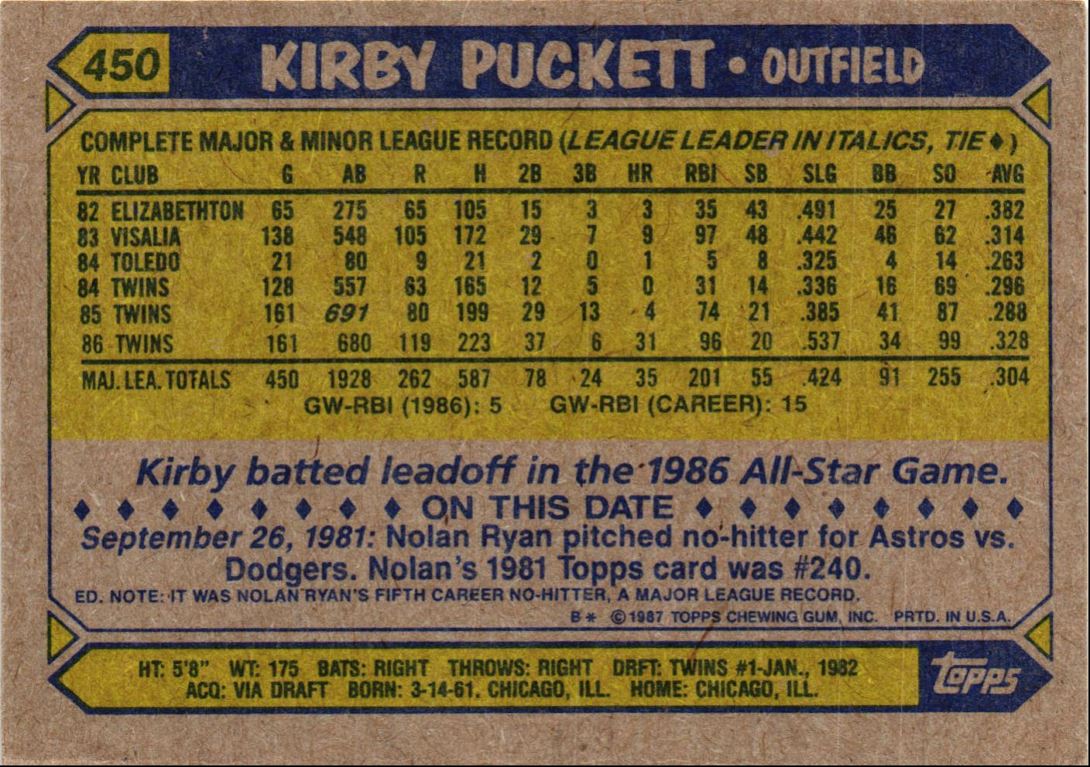 450 KIRBY PUCKETT • OUTFIELD
COMPLETE MAJOR & MINOR LEAGUE RECORD (LEAGUE LEADER IN ITALICS, TIE ♦)
YR CLUB G AB R H 2B 3B HR RBI SB SLG BB SO AVG
82 ELIZABETHTON 65 275 65 105 15 3 3 35 43 .491 25 27 .382
83 VISALIA 138 548 105 172 29 7 9 97 48 .442 46 62 .314
84 TOLEDO 21 80 9 21 2 0 1 5 8 .325 4 14 .263
84 TWINS 128 557 63 165 12 5 0 31 14 .336 16 69 .296
85 TWINS 161 691 80 199 29 13 4 74 21 .385 41 87 .288
86 TWINS 161 680 119 223 37 6 31 96 20 .537 34 99 .328
MAJ. LEA. TOTALS 450 1928 262 587 78 24 35 201 55 .424 91 255 .304
GW-RBI (1986): 5 GW-RBI (CAREER): 15
Kirby batted leadoff in the 1986 All-Star Game.
♦ ♦ ♦ ♦ ♦ ♦ ♦ ♦ ON THIS DATE ♦ ♦ ♦ ♦ ♦ ♦ ♦ ♦
September 26, 1981: Nolan Ryan pitched no-hitter for Astros vs.
Dodgers. Nolan's 1981 Topps card was #240.
ED. NOTE: IT WAS NOLAN RYAN'S FIFTH CAREER NO-HITTER, A MAJOR LEAGUE RECORD.
B* © 1987 TOPPS CHEWING GUM, INC. PRTD. IN U.S.A.
HT: 5'8" WT: 175 BATS: RIGHT THROWS: RIGHT DRFT: TWINS #1-JAN., 1982
ACQ: VIA DRAFT BORN: 3-14-61, CHICAGO, ILL. HOME: CHICAGO, ILL.
TOPPS